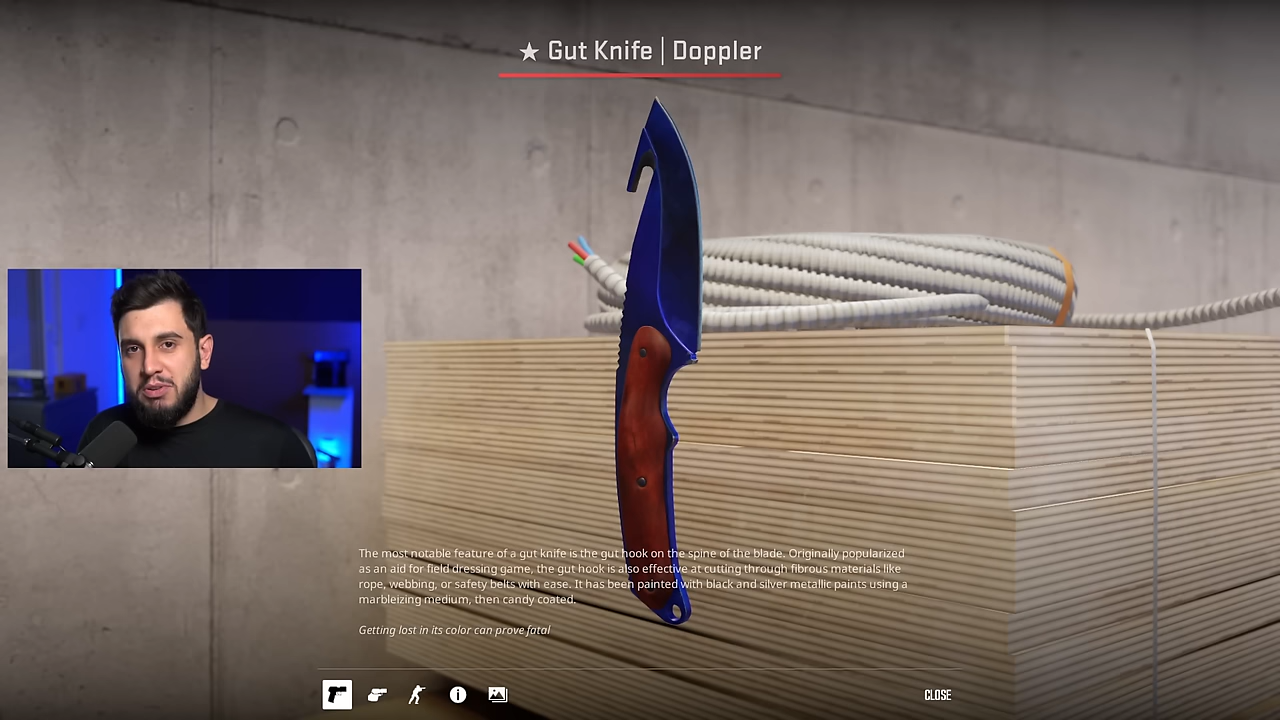 ★ Gut Knife | Doppler
The most notable feature of a gut knife is the gut hook on the spine of the blade. Originally popularized
as an aid for field dressing game, the gut hook is also effective at cutting through fibrous materials like
rope, webbing, or safety belts with ease. It has been painted with black and silver metallic paints using a
marbleizing medium, then candy coated.
Getting lost in its color can prove fatal
CLOSE